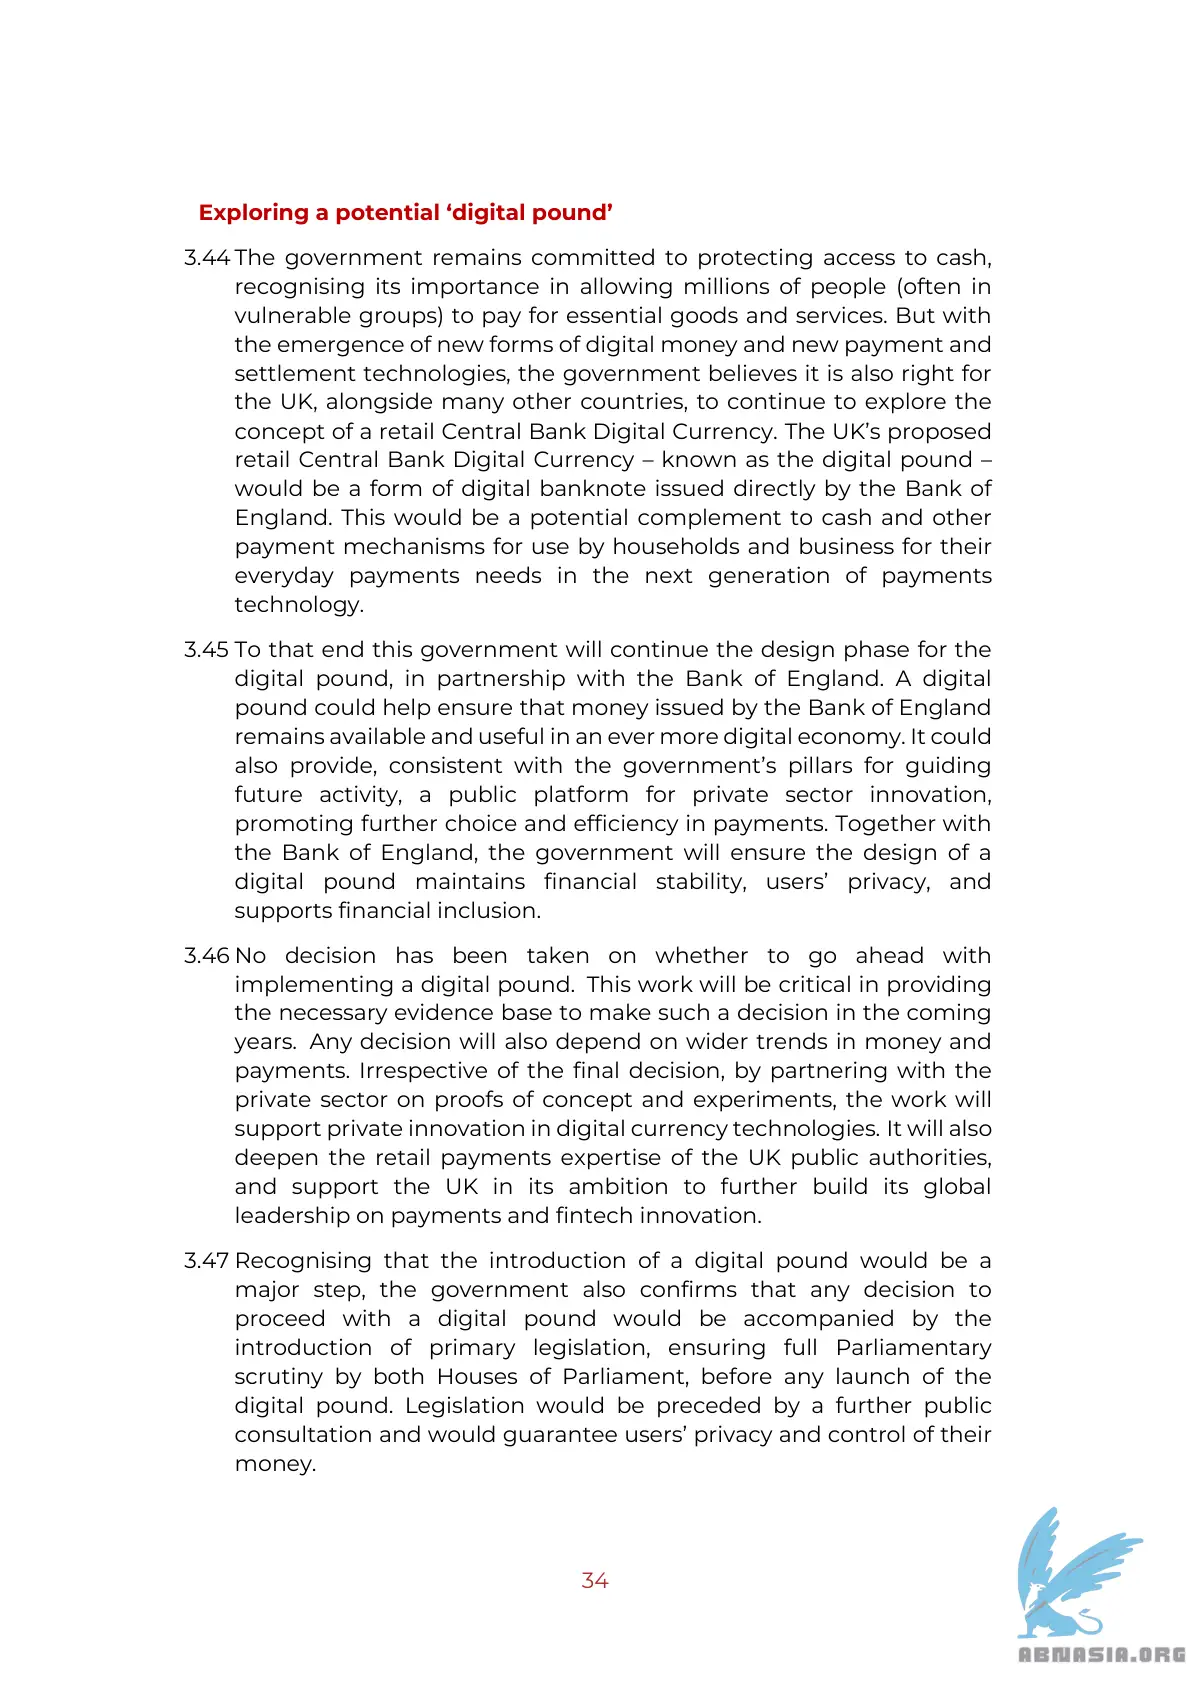 Exploring a potential ‘digital pound’
3.44 The government remains committed to protecting access to cash,
recognising its importance in allowing millions of people (often in
vulnerable groups) to pay for essential goods and services. But with
the emergence of new forms of digital money and new payment and
settlement technologies, the government believes it is also right for
the UK, alongside many other countries, to continue to explore the
concept of a retail Central Bank Digital Currency. The UK’s proposed
retail Central Bank Digital Currency – known as the digital pound –
would be a form of digital banknote issued directly by the Bank of
England. This would be a potential complement to cash and other
payment mechanisms for use by households and business for their
everyday payments needs in the next generation of payments
technology.
3.45 To that end this government will continue the design phase for the
digital pound, in partnership with the Bank of England. A digital
pound could help ensure that money issued by the Bank of England
remains available and useful in an ever more digital economy. It could
also provide, consistent with the government’s pillars for guiding
future activity, a public platform for private sector innovation,
promoting further choice and efficiency in payments. Together with
the Bank of England, the government will ensure the design of a
digital pound maintains financial stability, users’ privacy, and
supports financial inclusion.
3.46 No decision has been taken on whether to go ahead with
implementing a digital pound. This work will be critical in providing
the necessary evidence base to make such a decision in the coming
years. Any decision will also depend on wider trends in money and
payments. Irrespective of the final decision, by partnering with the
private sector on proofs of concept and experiments, the work will
support private innovation in digital currency technologies. It will also
deepen the retail payments expertise of the UK public authorities,
and support the UK in its ambition to further build its global
leadership on payments and fintech innovation.
3.47 Recognising that the introduction of a digital pound would be a
major step, the government also confirms that any decision to
proceed with a digital pound would be accompanied by the
introduction of primary legislation, ensuring full Parliamentary
scrutiny by both Houses of Parliament, before any launch of the
digital pound. Legislation would be preceded by a further public
consultation and would guarantee users’ privacy and control of their
money.
34
ABNASIA.ORG